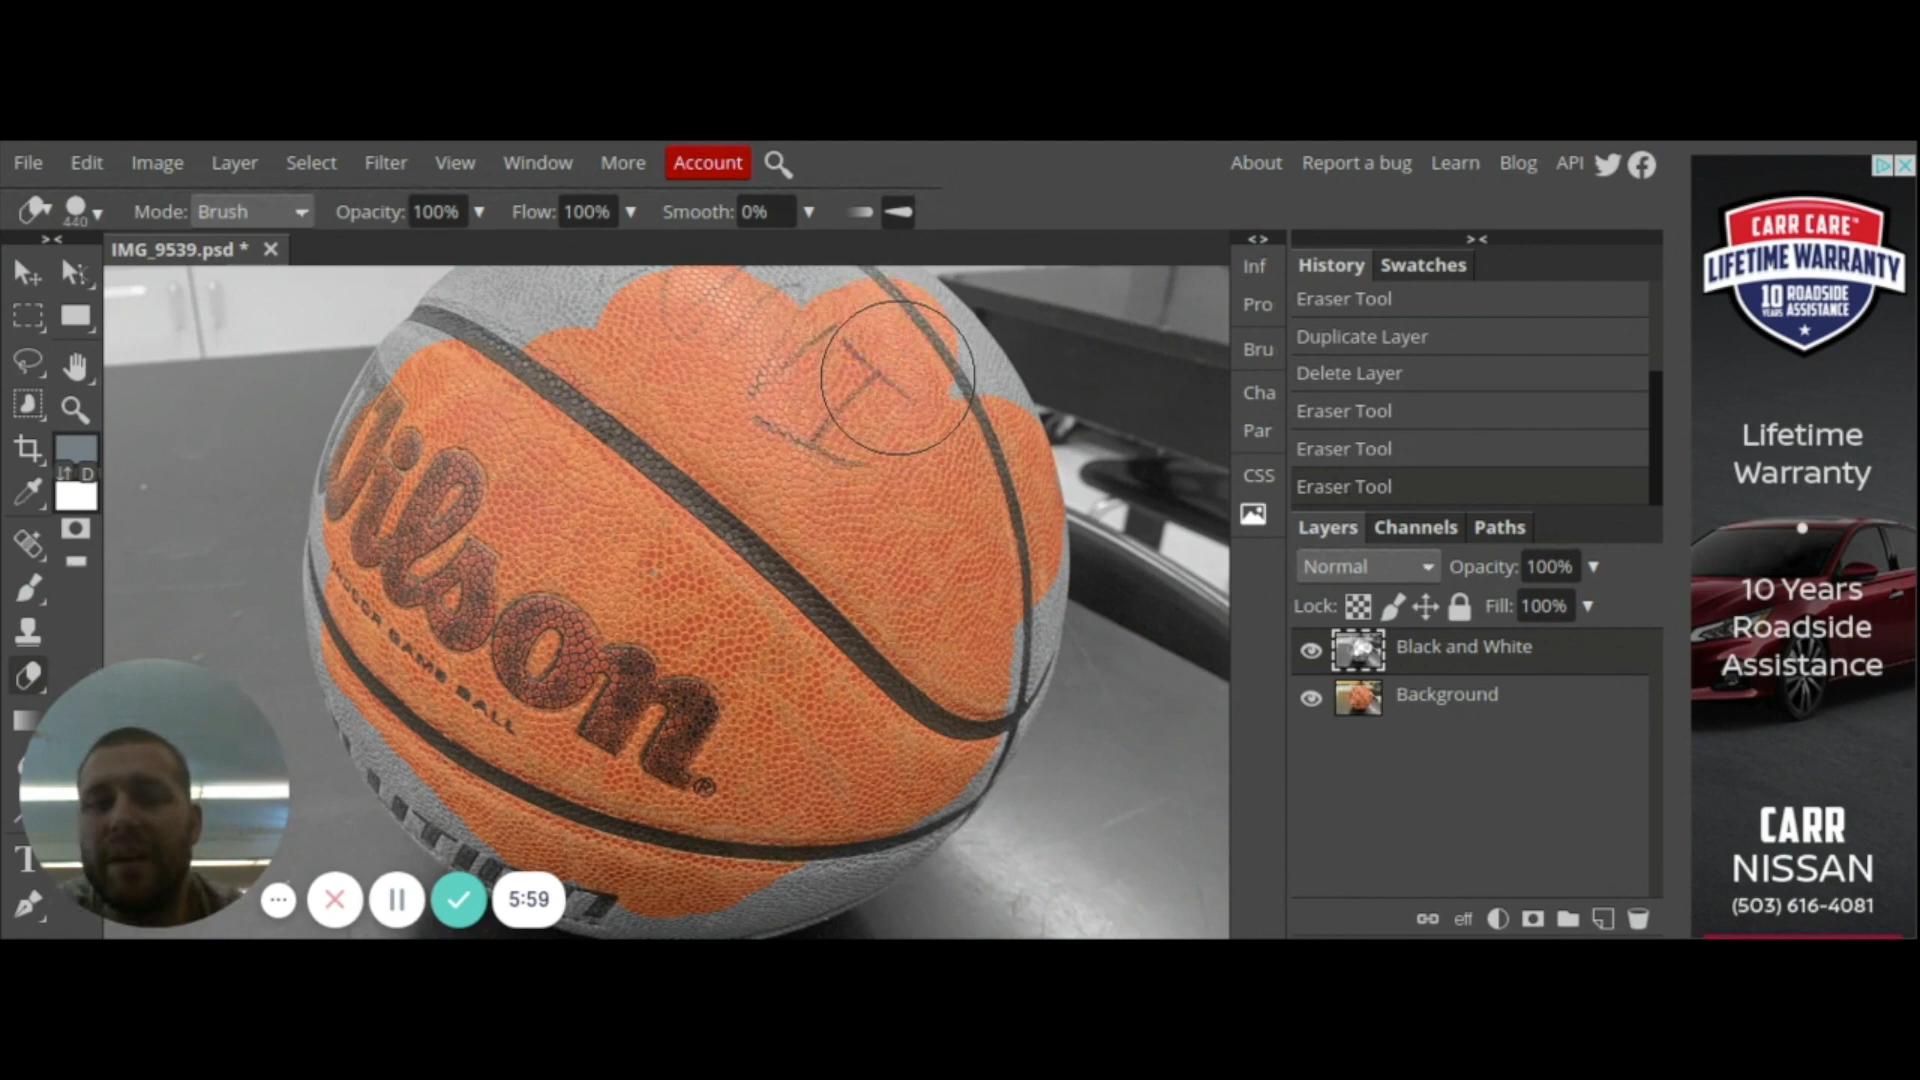 File Edit Image Layer Select Filter View Window More Account
About Report a bug Learn Blog API
440 Mode: Brush Opacity: 100% Flow: 100% Smooth: 0%
IMG_9539.psd *
Inf
Pro
Bru
Cha
Par
CSS
History Swatches
Eraser Tool
Duplicate Layer
Delete Layer
Eraser Tool
Eraser Tool
Eraser Tool
Layers Channels Paths
Normal Opacity: 100%
Lock: Fill: 100%
Black and White
Background
eff
D
T
Wilson®
GAME BALL
5:59
CARR CARE™
LIFETIME WARRANTY
10 YEARS ROADSIDE ASSISTANCE
Lifetime
Warranty
10 Years
Roadside
Assistance
CARR
NISSAN
(503) 616-4081